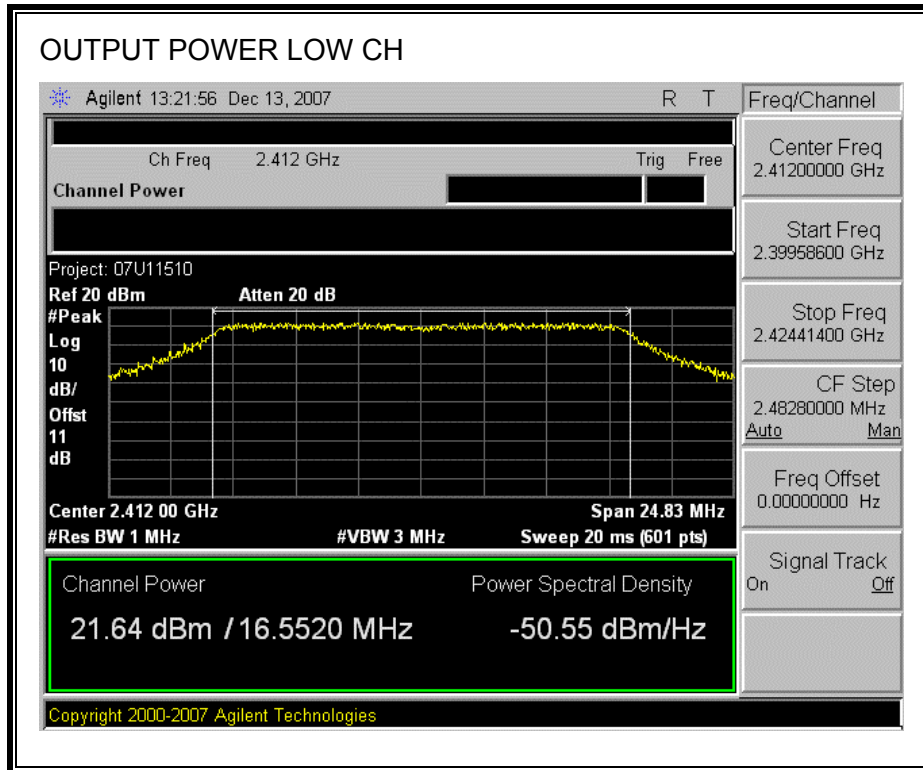 OUTPUT POWER LOW CH
Agilent 13:21:56 Dec 13, 2007 R T
Freq/Channel
Ch Freq 2.412 GHz Trig Free
Channel Power
Center Freq
2.41200000 GHz
Start Freq
2.39958600 GHz
Stop Freq
2.42441400 GHz
CF Step
2.48280000 MHz
Auto Man
Freq Offset
0.00000000 Hz
Signal Track
On Off
Project: 07U11510
Ref 20 dBm Atten 20 dB
#Peak
Log
10
dB/
Offst
11
dB
Center 2.412 00 GHz Span 24.83 MHz
#Res BW 1 MHz #VBW 3 MHz Sweep 20 ms (601 pts)
Channel Power Power Spectral Density
21.64 dBm / 16.5520 MHz -50.55 dBm/Hz
Copyright 2000-2007 Agilent Technologies